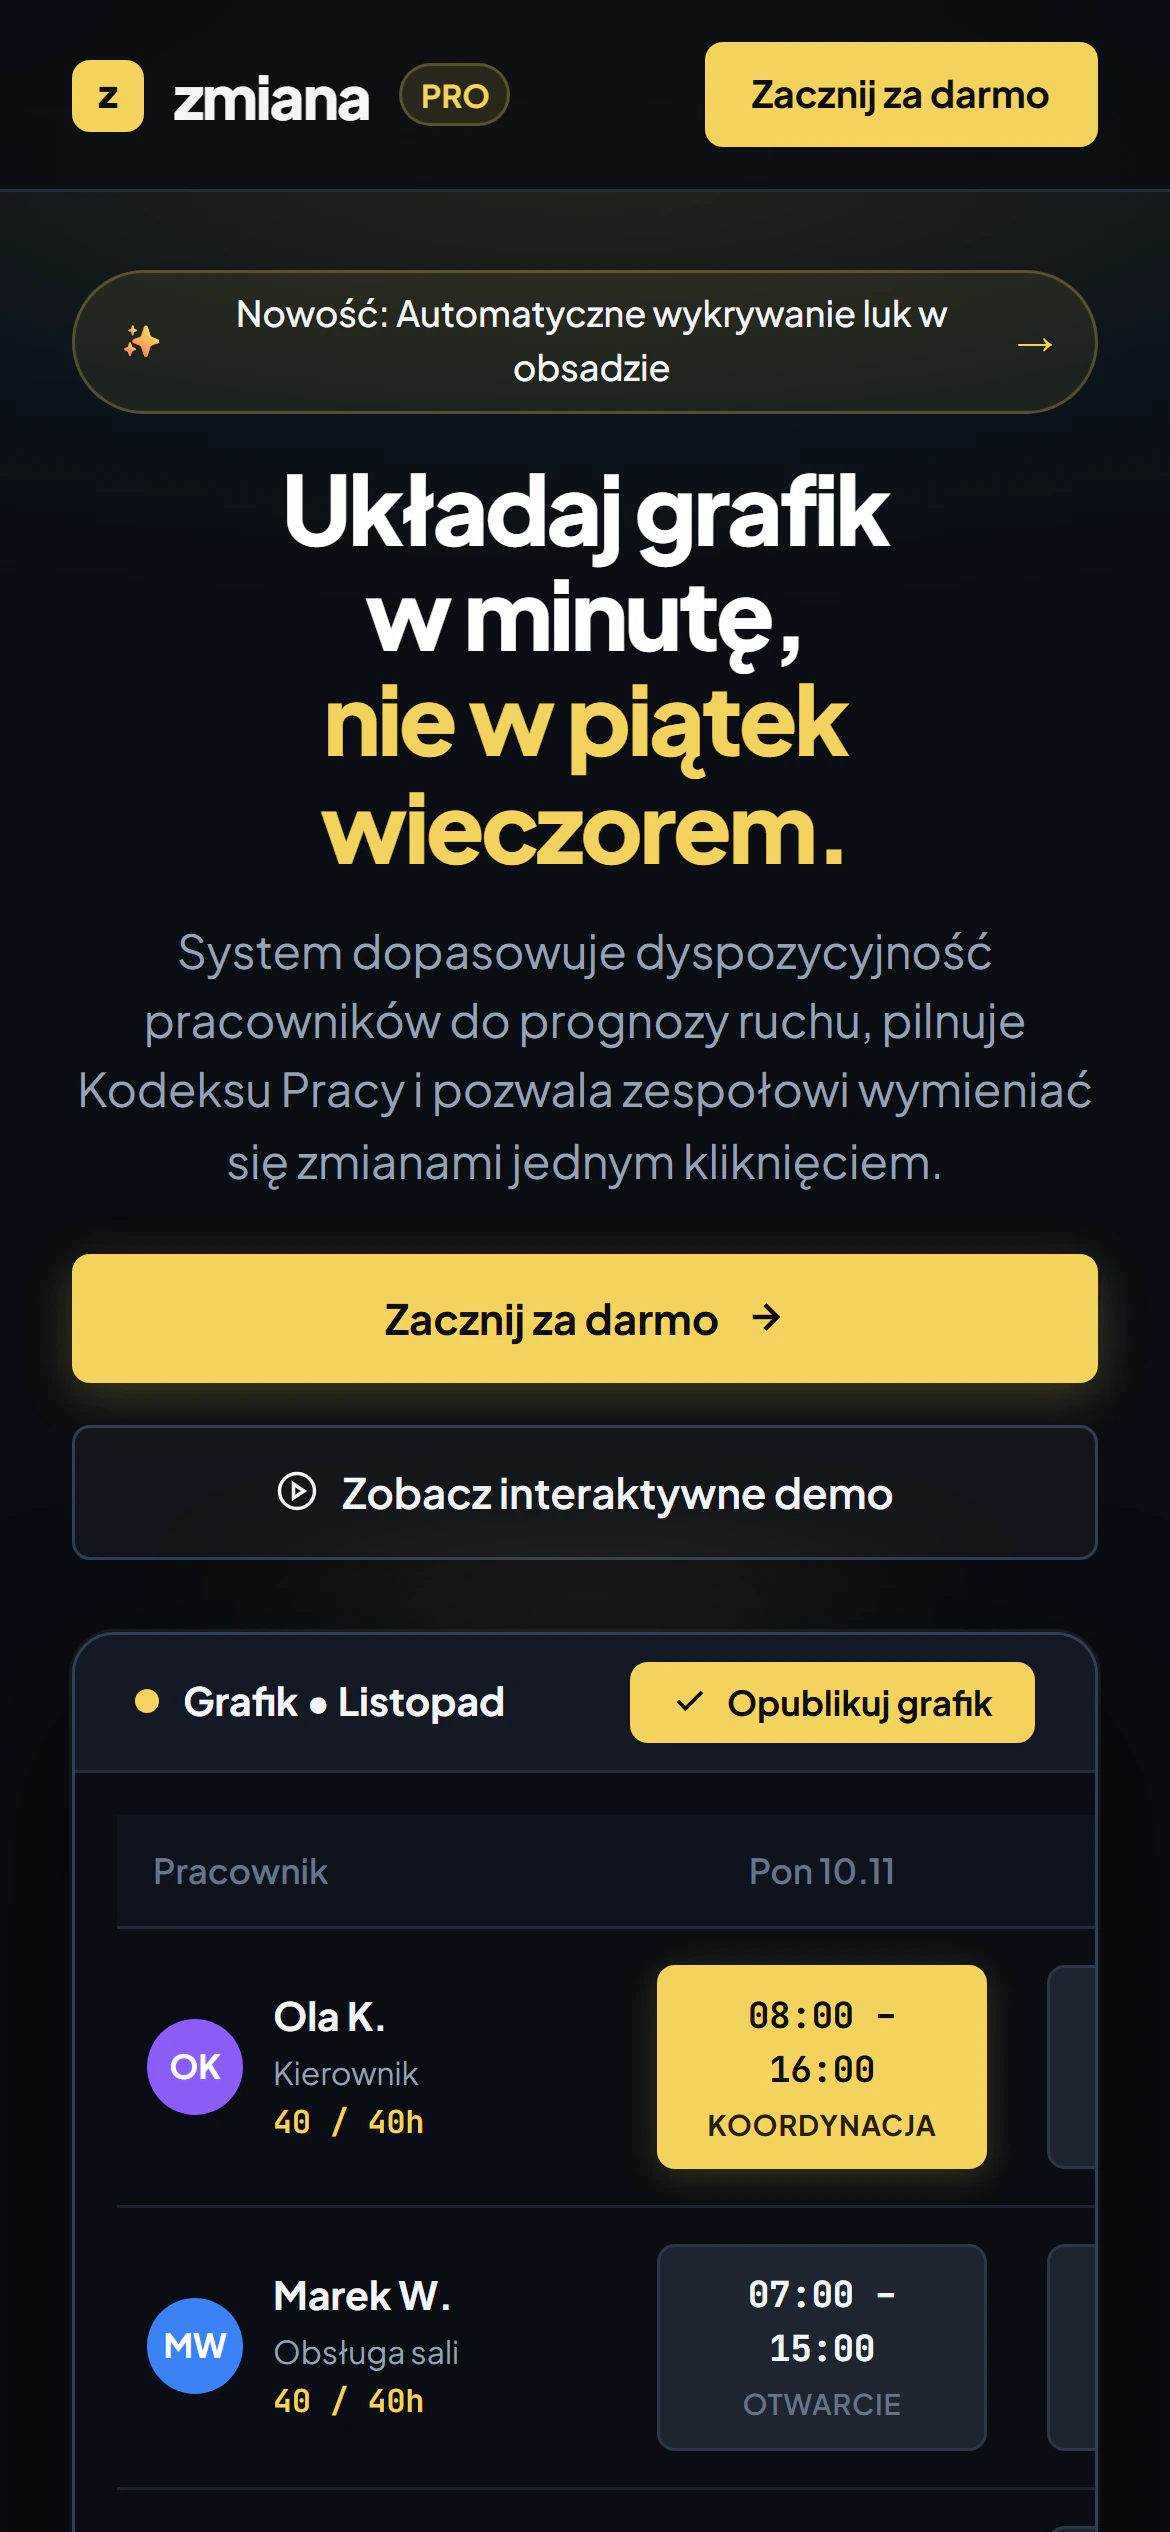 z zmiana PRO Zacznij za darmo
✨ Nowość: Automatyczne wykrywanie luk w →
obsadzie
Układaj grafik
w minutę,
nie w piątek
wieczorem.
System dopasowuje dyspozycyjność
pracowników do prognozy ruchu, pilnuje
Kodeksu Pracy i pozwala zespołowi wymieniać
się zmianami jednym kliknięciem.
Zacznij za darmo →
Zobacz interaktywne demo
Grafik • Listopad
✓ Opublikuj grafik
Pracownik Pon 10.11
OK
Ola K.
Kierownik
40 / 40h
08:00 –
16:00
KOORDYNACJA
MW
Marek W.
Obsługa sali
40 / 40h
07:00 –
15:00
OTWARCIE